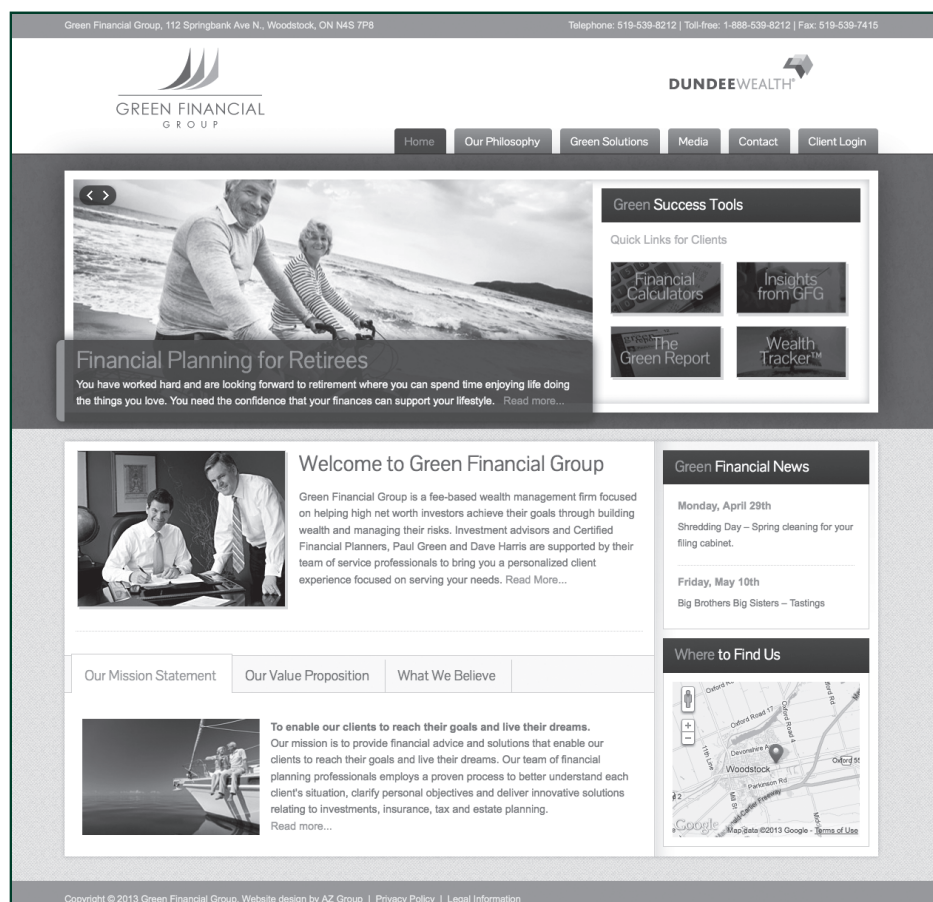 Green Financial Group, 112 Springbank Ave N., Woodstock, ON N4S 7P8
Telephone: 519-539-8212 | Toll-free: 1-888-539-8212 | Fax: 519-539-7415
GREEN FINANCIAL
GROUP
DUNDEEWEALTH®
Home
Our Philosophy
Green Solutions
Media
Contact
Client Login
Financial Planning for Retirees
You have worked hard and are looking forward to retirement where you can spend time enjoying life doing
the things you love. You need the confidence that your finances can support your lifestyle. Read more...
Green Success Tools
Quick Links for Clients
Financial
Calculators
Insights
from GFG
The
Green Report
Wealth
Tracker™
Welcome to Green Financial Group
Green Financial Group is a fee-based wealth management firm focused
on helping high net worth investors achieve their goals through building
wealth and managing their risks. Investment advisors and Certified
Financial Planners, Paul Green and Dave Harris are supported by their
team of service professionals to bring you a personalized client
experience focused on serving your needs. Read More...
Green Financial News
Monday, April 29th
Shredding Day – Spring cleaning for your
filing cabinet.
Friday, May 10th
Big Brothers Big Sisters – Tastings
Our Mission Statement
Our Value Proposition
What We Believe
To enable our clients to reach their goals and live their dreams.
Our mission is to provide financial advice and solutions that enable our
clients to reach their goals and live their dreams. Our team of financial
planning professionals employs a proven process to better understand each
client's situation, clarify personal objectives and deliver innovative solutions
relating to investments, insurance, tax and estate planning.
Read more...
Where to Find Us
Oxford Road 17
Oxford Road 4
11th Line
Devonshire A
Oxford 55
Woodstock
Parkinson Rd
Mill St
Google
Map data ©2013 Google - Terms of Use
Copyright © 2013 Green Financial Group. Website design by AZ Group | Privacy Policy | Legal Information